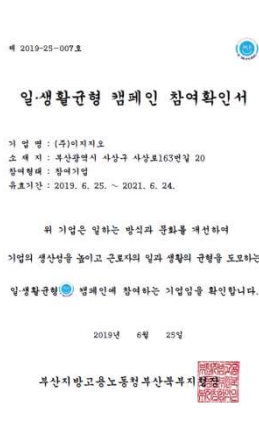 제 2019-25-007호
일·생활균형 캠페인 참여확인서
기 업 명 : (주)이지지오
소 재 지 : 부산광역시 사상구 사상로163번길 20
참여형태 : 참여기업
유효기간 : 2019. 6. 25. ~ 2021. 6. 24.
위 기업은 일하는 방식과 문화를 개선하여
기업의 생산성을 높이고 근로자의 일과 생활의 균형을 도모하는
일생활균형 캠페인에 참여하는 기업임을 확인합니다.
2019년 6월 25일
부산지방고용노동청부산북부지청장